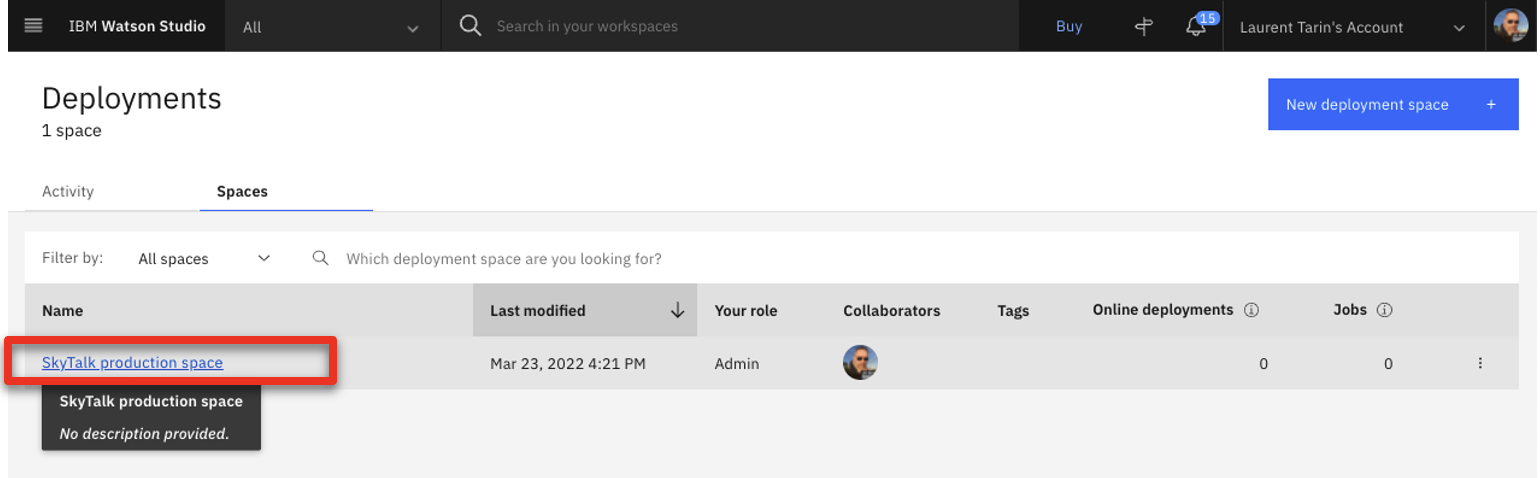 IBM Watson Studio All Search in your workspaces Buy 15 Laurent Tarin's Account
Deployments
1 space
New deployment space +
Activity Spaces
Filter by: All spaces Which deployment space are you looking for?
Name Last modified Your role Collaborators Tags Online deployments Jobs
SkyTalk production space Mar 23, 2022 4:21 PM Admin 0 0
SkyTalk production space
No description provided.